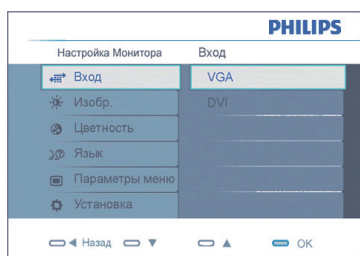 PHILIPS
Настройка Монитора Вход
Вход VGA
Изобр. DVI
Цветность
Язык
Параметры меню
Установка
Назад OK